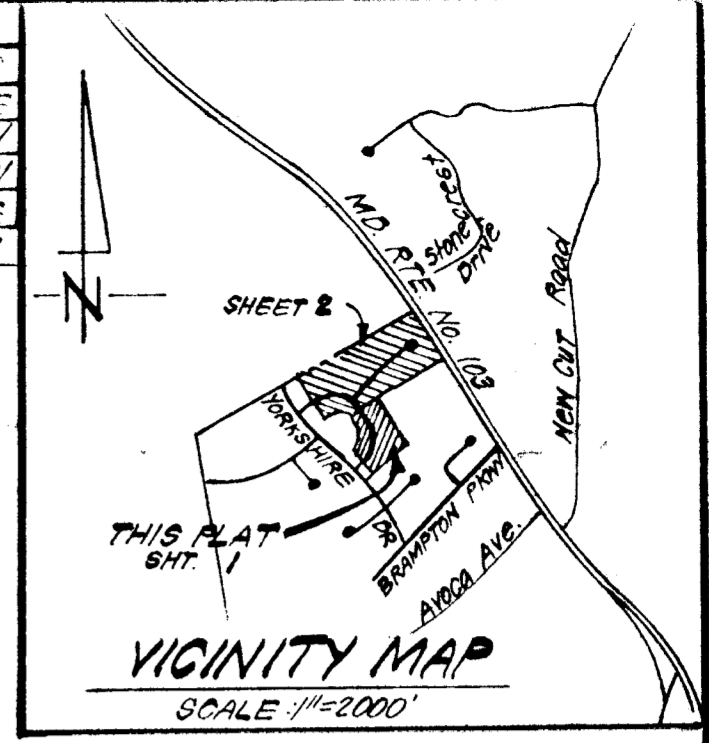 Stonecrest
Drive
MD. RTE. No. 103
New Cut Road
N
SHEET 2
YORKSHIRE DR
THIS PLAT
SHT. 1
BRAMPTON PKWY
Avoca Ave.
VICINITY MAP
SCALE: 1"=2000'